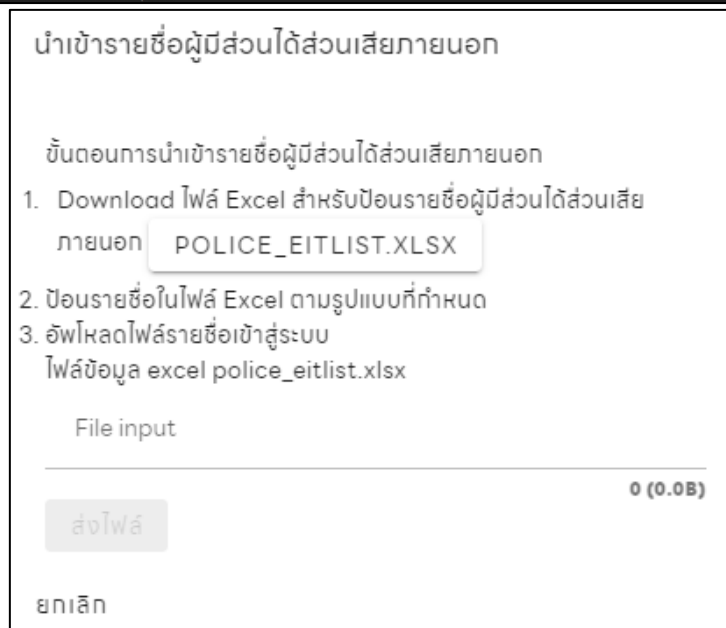 นำเข้ารายชื่อผู้มีส่วนได้ส่วนเสียภายนอก
ขั้นตอนการนำเข้ารายชื่อผู้มีส่วนได้ส่วนเสียภายนอก
1. Download ไฟล์ Excel สำหรับป้อนรายชื่อผู้มีส่วนได้ส่วนเสีย
ภายนอก POLICE_EITLIST.XLSX
2. ป้อนรายชื่อในไฟล์ Excel ตามรูปแบบที่กำหนด
3. อัพโหลดไฟล์รายชื่อเข้าสู่ระบบ
ไฟล์ข้อมูล excel police_eitlist.xlsx
File input
0 (0.0B)
ส่งไฟล์
ยกเลิก